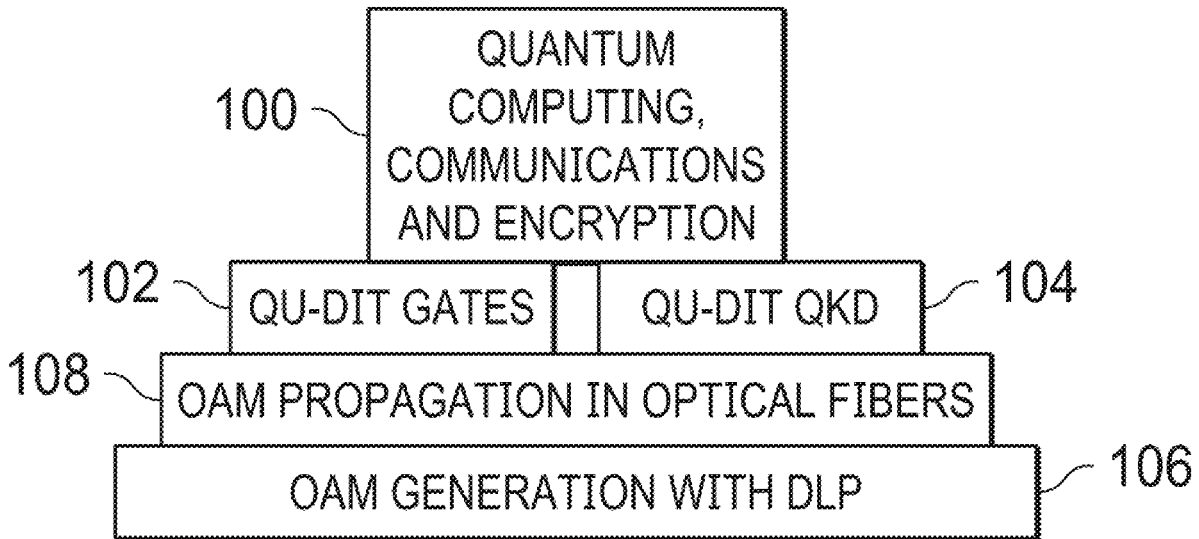 QUANTUM
COMPUTING,
COMMUNICATIONS
AND ENCRYPTION
100
102
QU-DIT GATES
QU-DIT QKD
104
108
OAM PROPAGATION IN OPTICAL FIBERS
OAM GENERATION WITH DLP
106